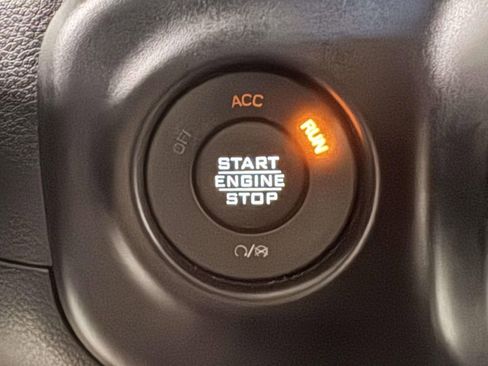 ACC
OFF
RUN
START
ENGINE
STOP